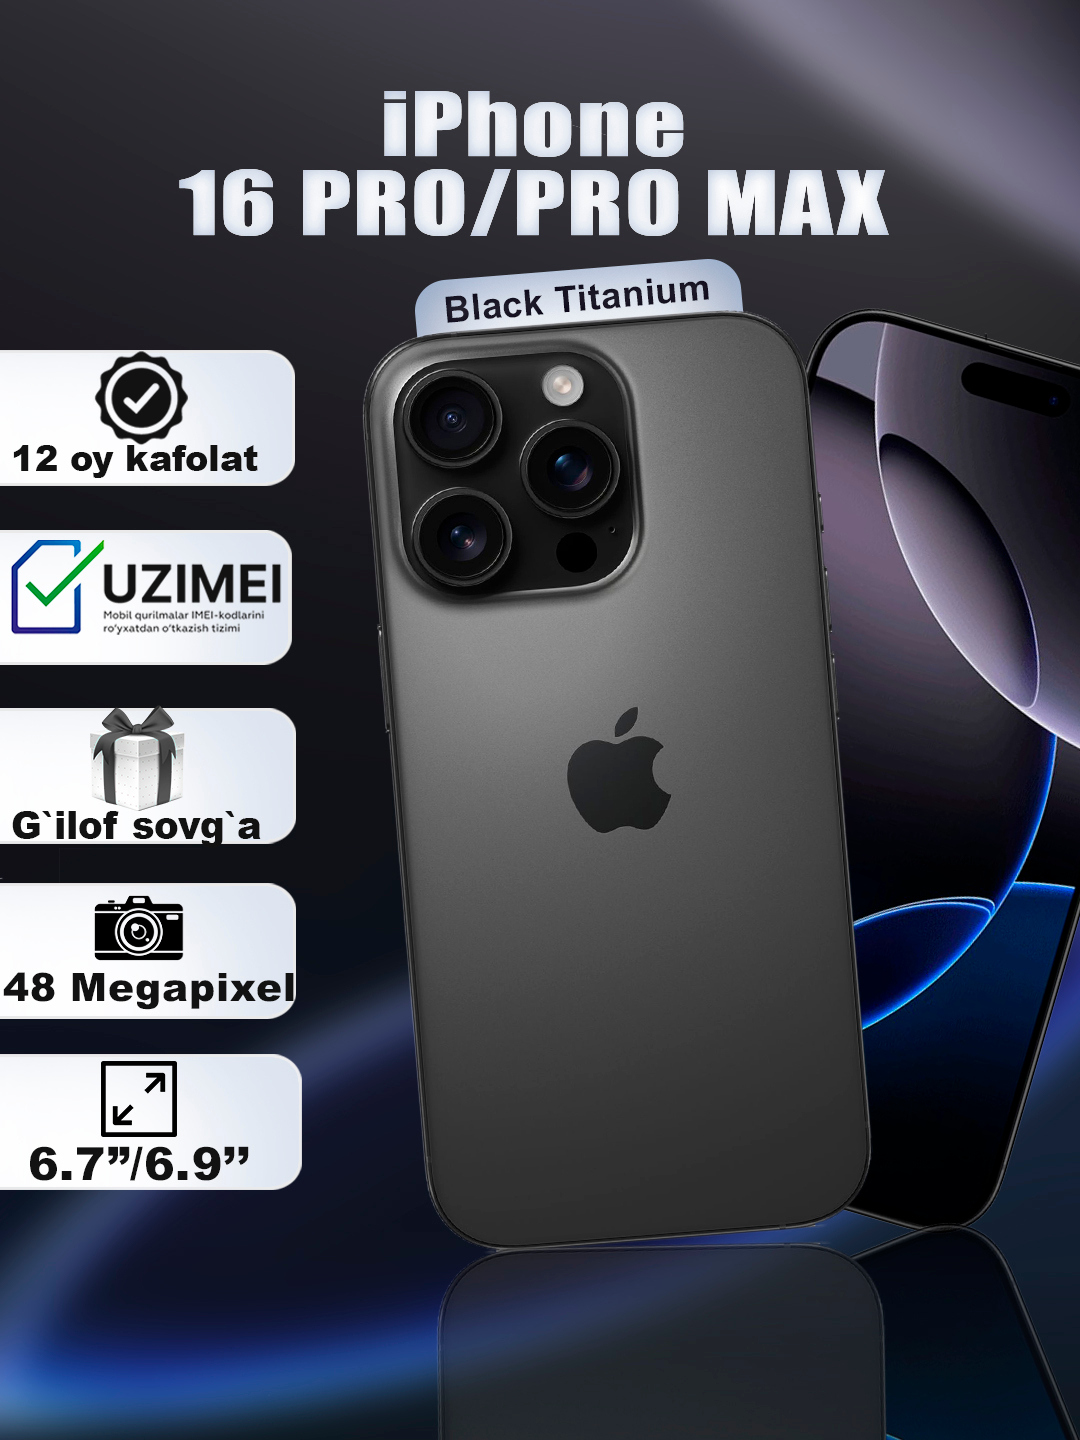 iPhone
16 PRO/PRO MAX
Black Titanium
12 oy kafolat
UZIMEI
Mobil qurilmalar IMEI-kodlarini
ro‘yxatdan o‘tkazish tizimi
G`ilof sovg`a
48 Megapixel
6.7”/6.9’’